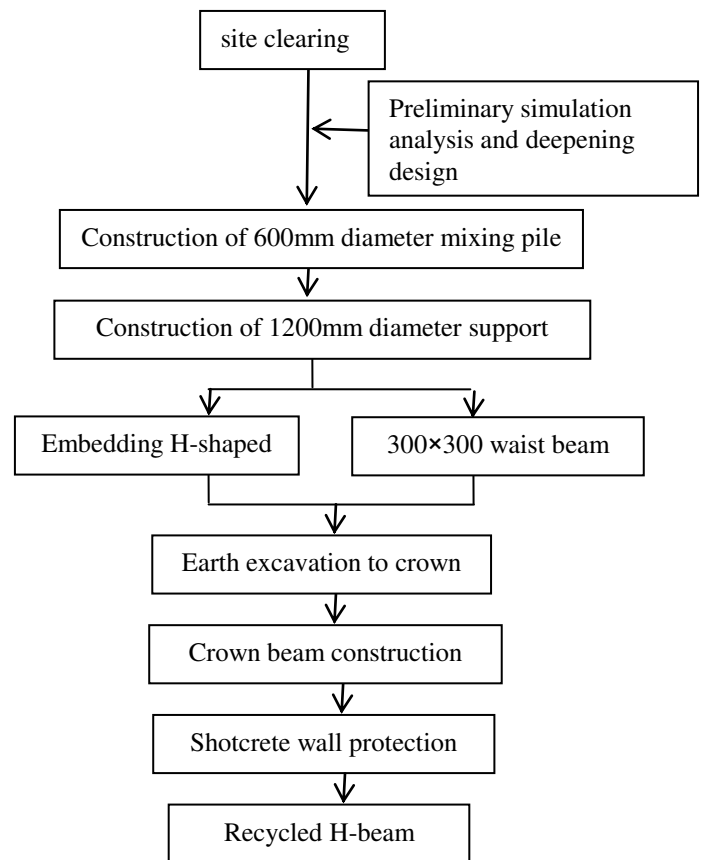 site clearing
Preliminary simulation
analysis and deepening
design
Construction of 600mm diameter mixing pile
Construction of 1200mm diameter support
Embedding H-shaped
300×300 waist beam
Earth excavation to crown
Crown beam construction
Shotcrete wall protection
Recycled H-beam